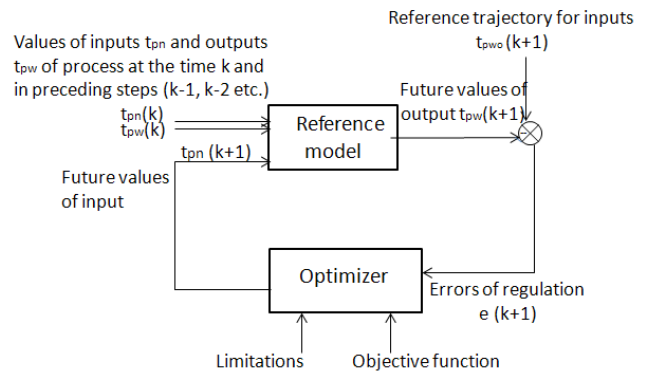 Reference trajectory for inputs
tpwo (k+1)
Values of inputs tpn and outputs
tpw of process at the time k and
in preceding steps (k-1, k-2 etc.)
Future values of
output tpw(k+1)
tpn(k)
tpw(k)
Reference
model
tpn (k+1)
Future values
of input
Optimizer
Errors of regulation
e (k+1)
Limitations
Objective function